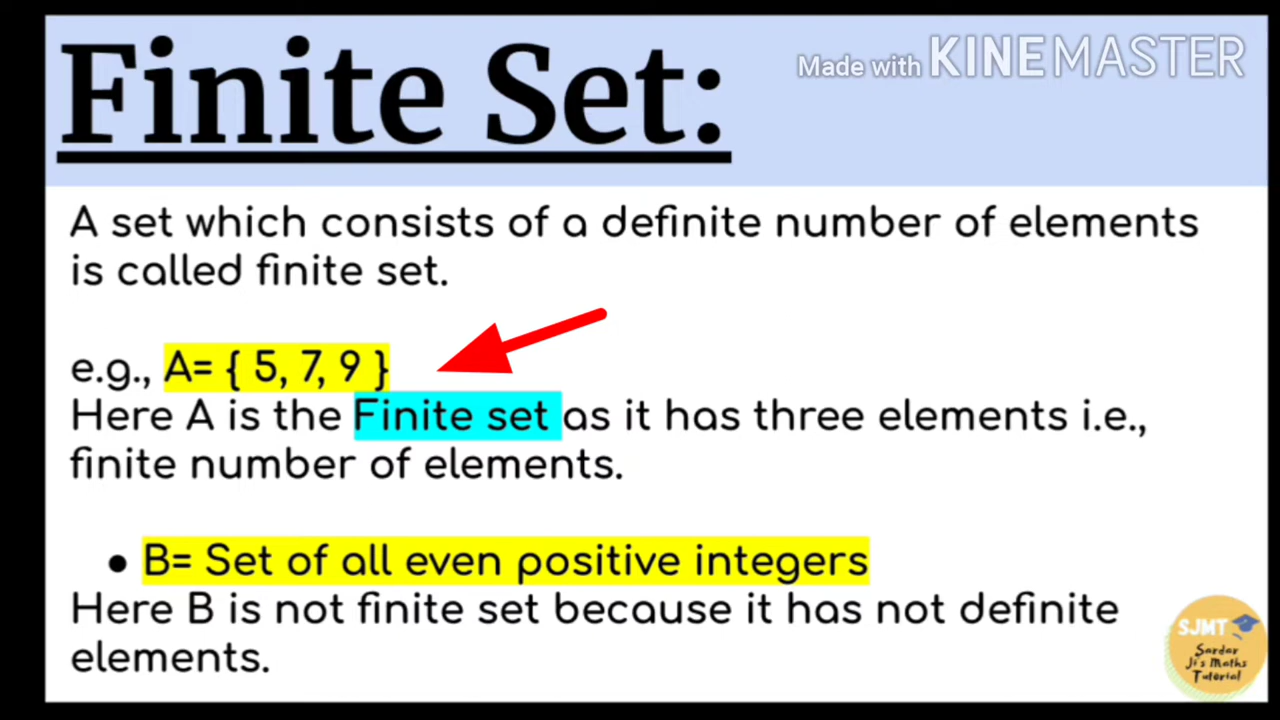 Finite Set:
Made with KINEMASTER
A set which consists of a definite number of elements
is called finite set.
e.g., A= { 5, 7, 9 }
Here A is the Finite set as it has three elements i.e.,
finite number of elements.
● B= Set of all even positive integers
Here B is not finite set because it has not definite
elements.
SJMT
Sardar
Ji's Maths
Tutorial